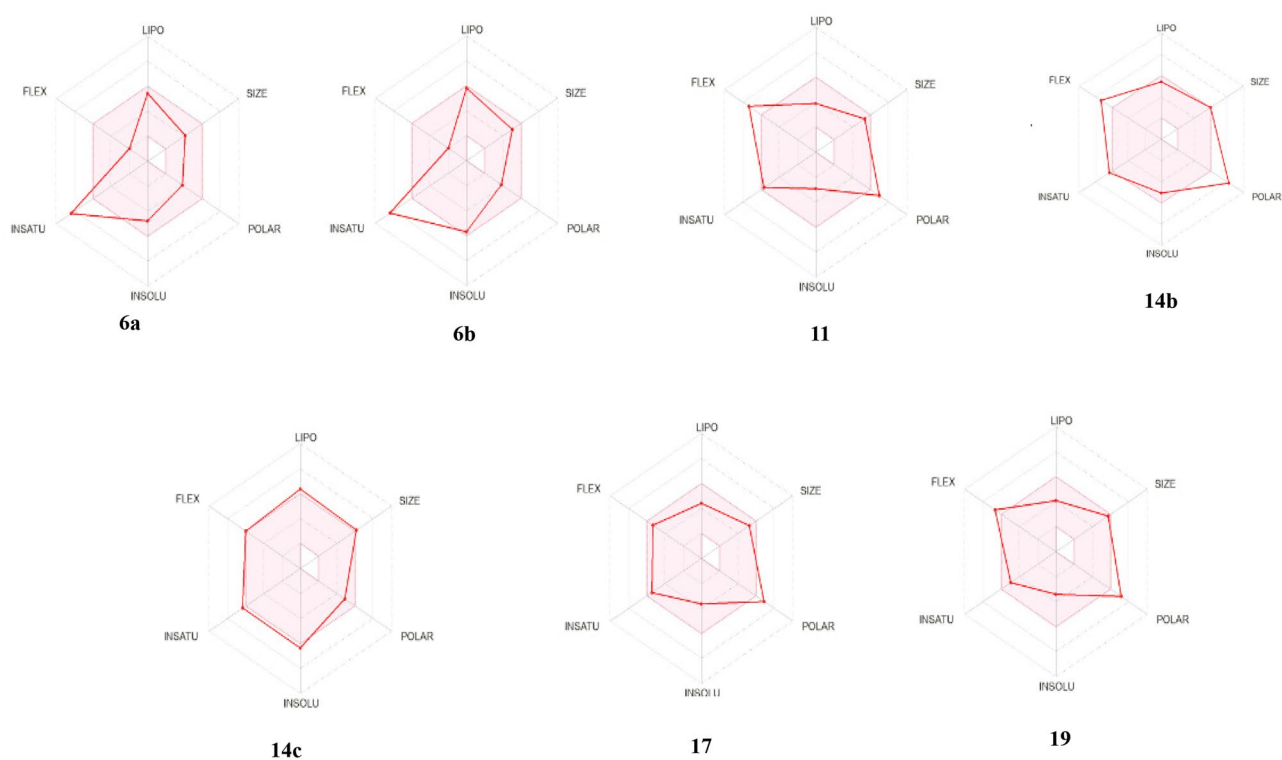 LIPO
FLEX
SIZE
INSATU
POLAR
INSOLU
6a
LIPO
FLEX
SIZE
INSATU
POLAR
INSOLU
6b
LIPO
FLEX
SIZE
INSATU
POLAR
INSOLU
11
LIPO
FLEX
SIZE
INSATU
POLAR
INSOLU
14b
LIPO
FLEX
SIZE
INSATU
POLAR
INSOLU
14c
LIPO
FLEX
SIZE
INSATU
POLAR
INSOLU
17
LIPO
FLEX
SIZE
INSATU
POLAR
INSOLU
19